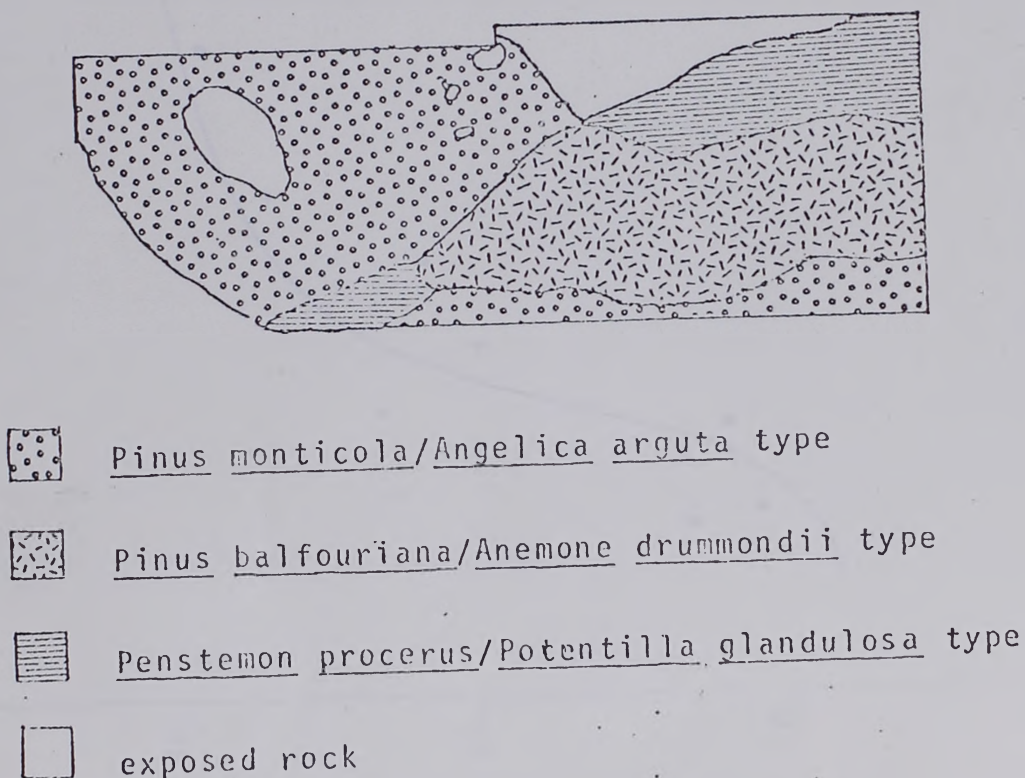 Pinus monticola/Angelica arguta type
Pinus balfouriana/Anemone drummondii type
Penstemon procerus/Potentilla glandulosa type
exposed rock